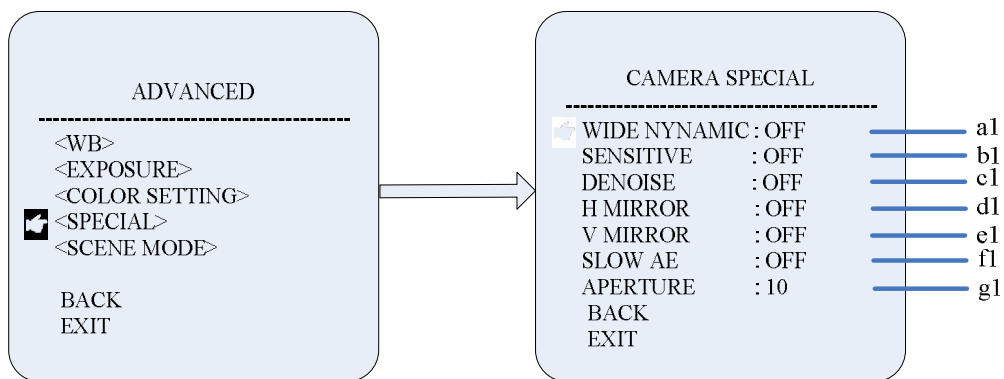 ADVANCED
<WB>
<EXPOSURE>
<COLOR SETTING>
<SPECIAL>
<SCENE MODE>
BACK
EXIT
CAMERA SPECIAL
WIDE NYNAMIC : OFF a1
SENSITIVE : OFF b1
DENOISE : OFF c1
H MIRROR : OFF d1
V MIRROR : OFF e1
SLOW AE : OFF f1
APERTURE : 10 g1
BACK
EXIT